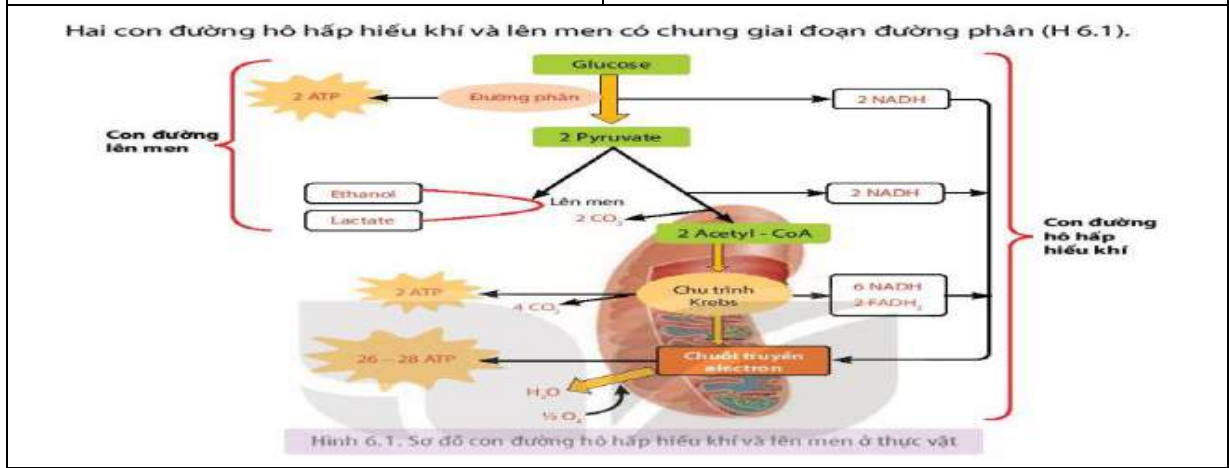 Hai con đường hô hấp hiếu khí và lên men có chung giai đoạn đường phân (H 6.1).
Glucose
2 ATP
Đường phân
2 NADH
Con đường
lên men
2 Pyruvate
Ethanol
Lactate
Lên men
2 CO₂
2 NADH
2 Acetyl - CoA
Con đường
hô hấp
hiếu khí
2 ATP
4 CO₂
Chu trình
Krebs
6 NADH
2 FADH₂
26 – 28 ATP
Chuỗi truyền
electron
H₂O
½ O₂
Hình 6.1. Sơ đồ con đường hô hấp hiếu khí và lên men ở thực vật